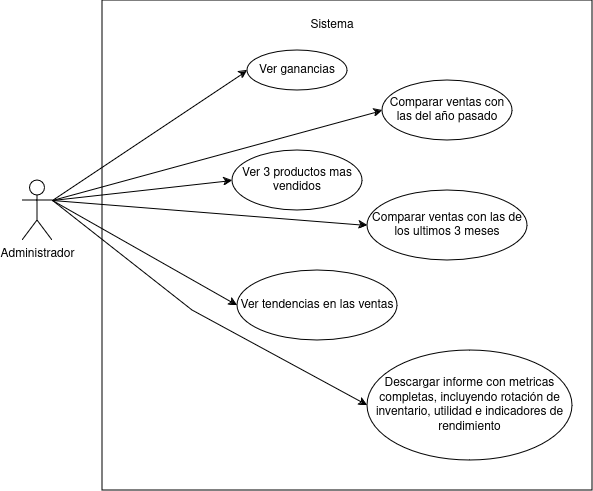 Sistema
Ver ganancias
Comparar ventas con
las del año pasado
Ver 3 productos mas
vendidos
Administrador
Comparar ventas con las de
los ultimos 3 meses
Ver tendencias en las ventas
Descargar informe con metricas
completas, incluyendo rotación de
inventario, utilidad e indicadores de
rendimiento